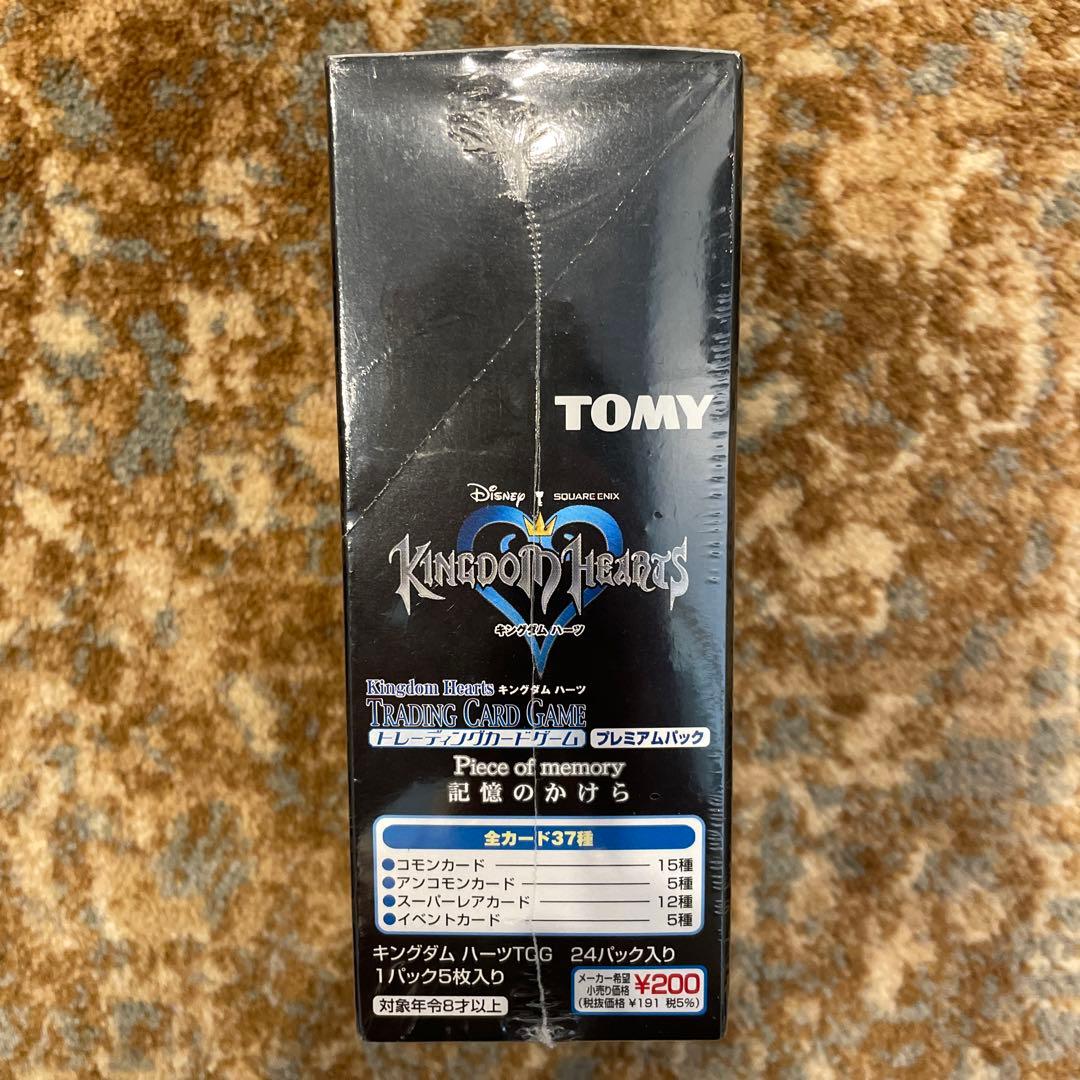 TOMY
Disney SQUARE ENIX
KINGDOM HEARTS
キングダム ハーツ
Kingdom Hearts キングダム ハーツ
TRADING CARD GAME
トレーディングカードゲーム プレミアムパック
Piece of memory
記憶のかけら
全カード37種
●コモンカード 15種
●アンコモンカード 5種
●スーパーレアカード 12種
●イベントカード 5種
キングダム ハーツTCG 24パック入り
1パック5枚入り
メーカー希望小売り価格 ¥200
(税抜価格 ¥191 税5%)
対象年令8才以上